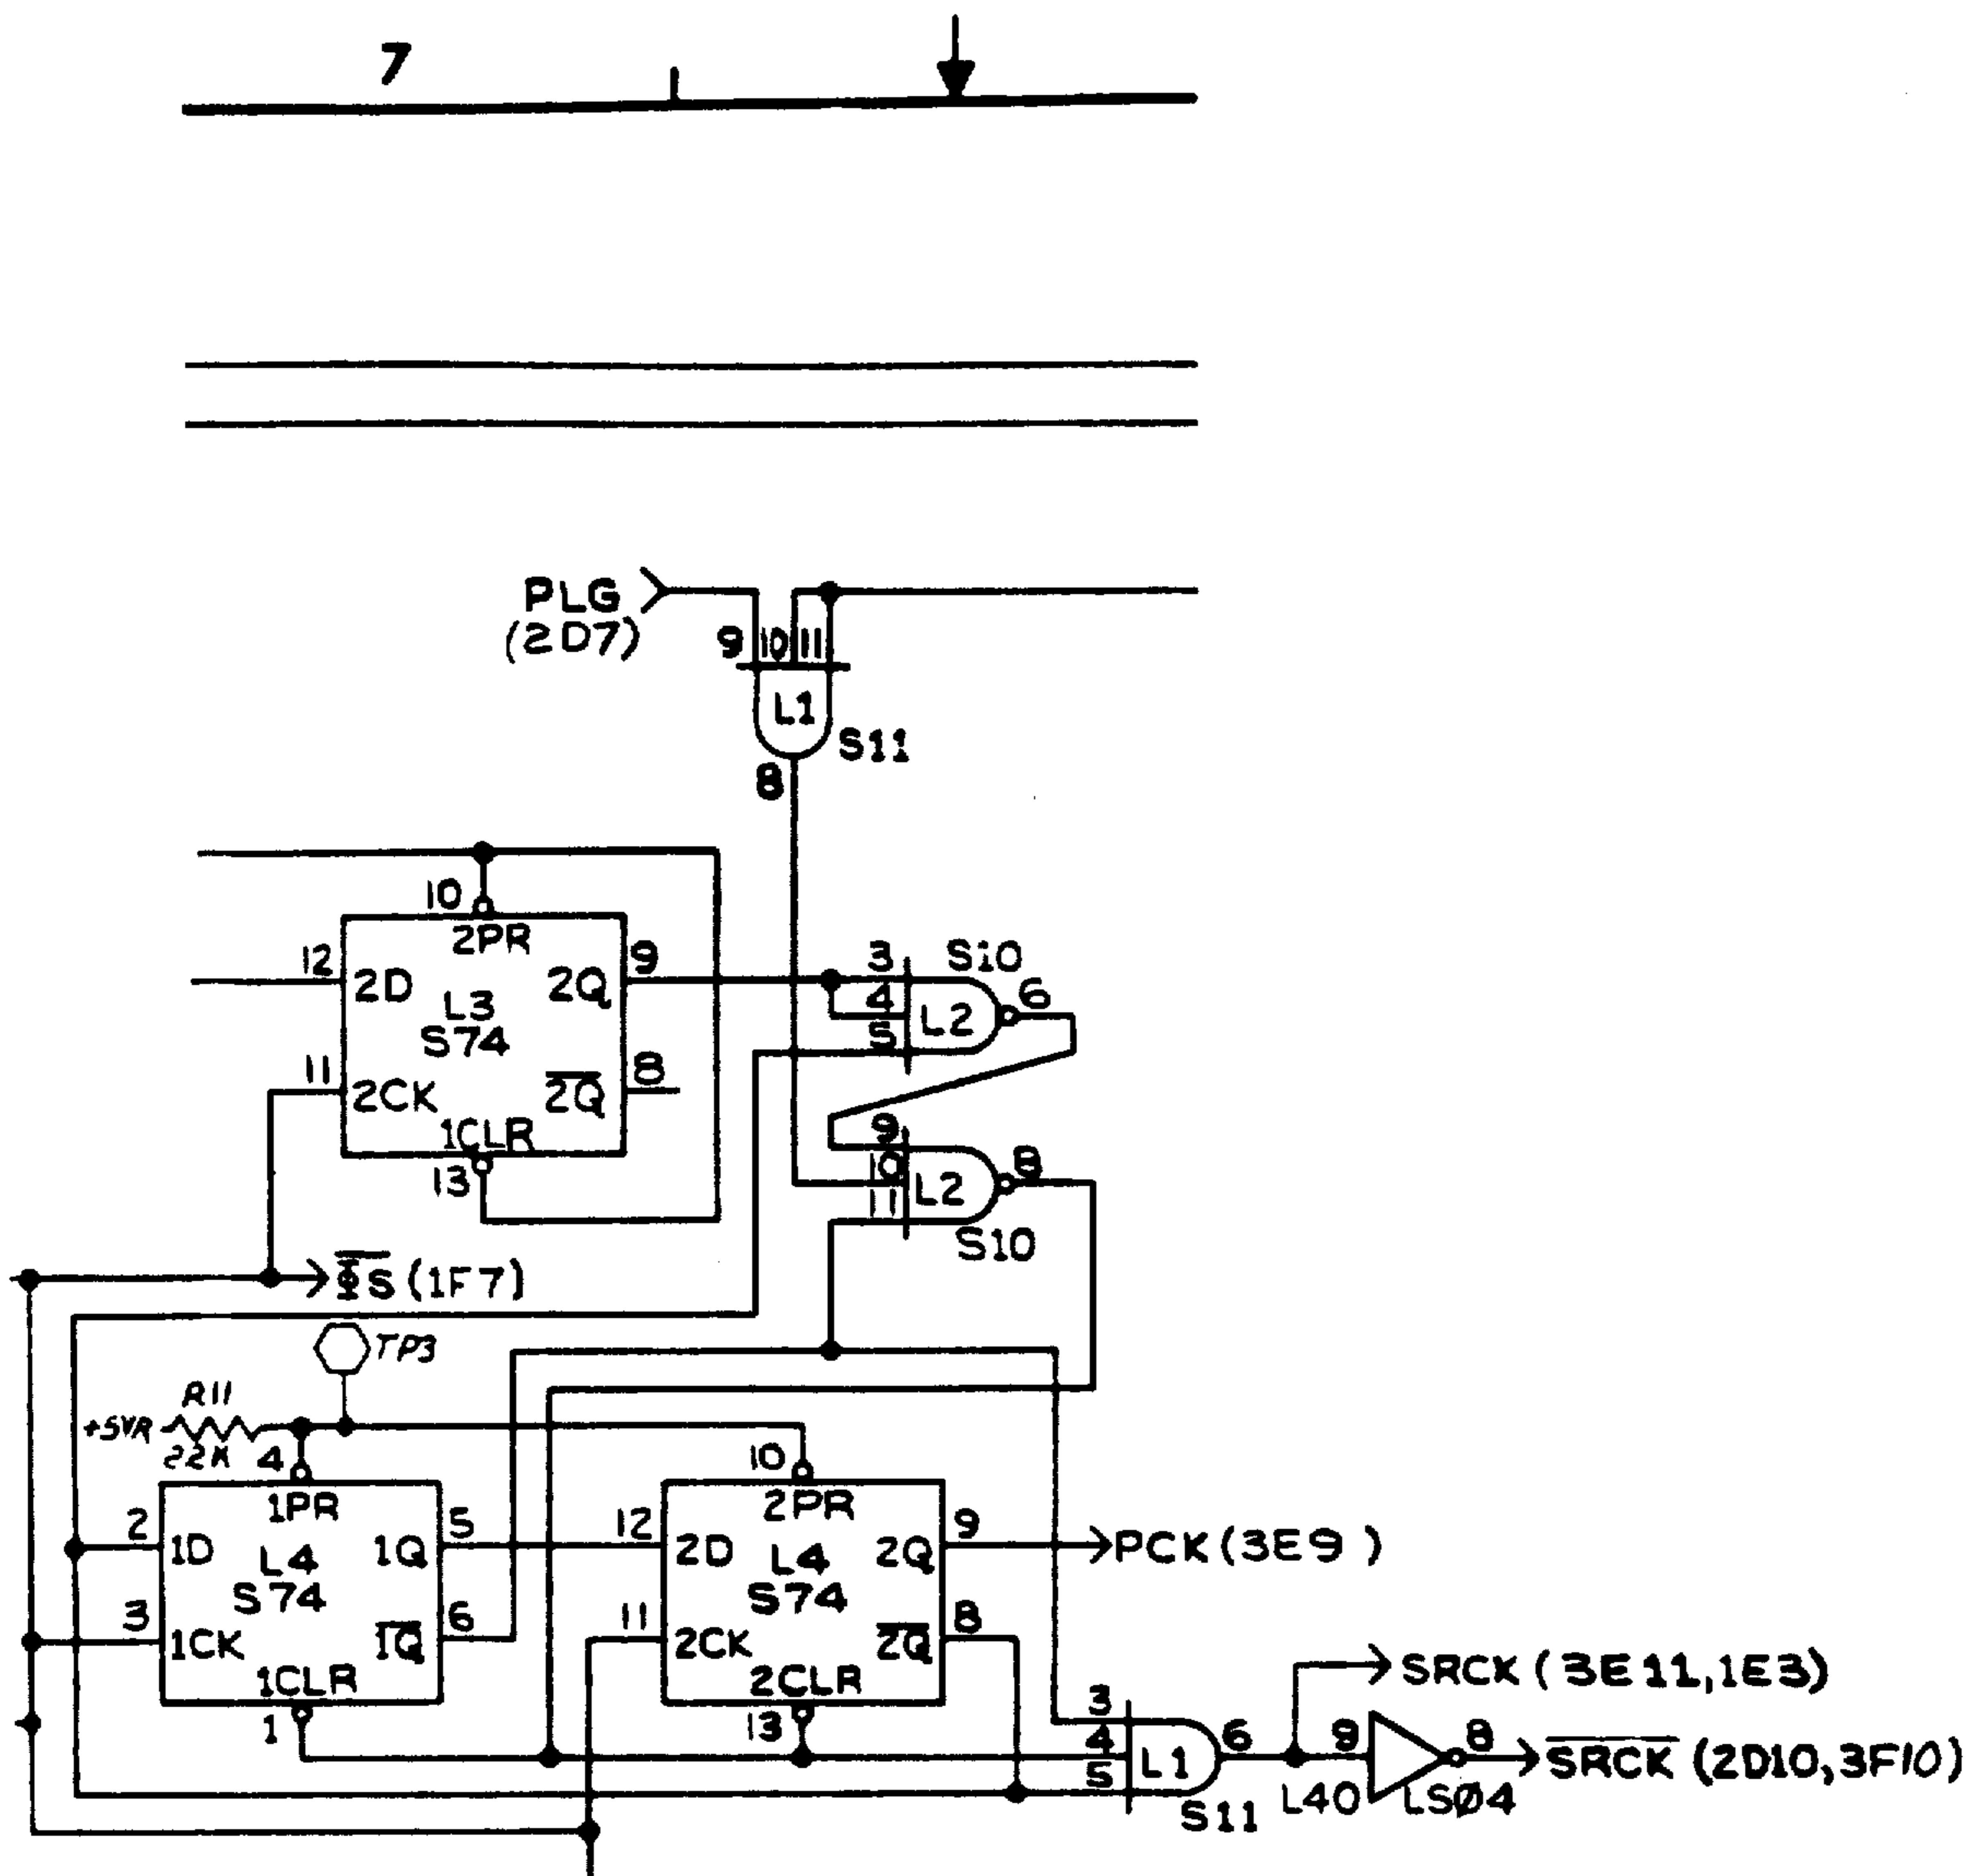 7
PLG
(2D7)
9 10 11
L1
S11
8
10
2PR
12
2D
L3
S74
2Q
9
11
2CK
2Q
8
1CLR
13
3
4
5
Si0
L2
6
9
10
11
L2
8
S10
ΦS (1F7)
TP3
R11
+5VR
22K
4
1PR
2
1D
L4
S74
1Q
5
3
1CK
1Q
6
1CLR
1
10
2PR
12
2D
L4
S74
2Q
9
PCK (3E9 )
11
2CK
2Q
8
2CLR
13
3
4
5
L1
6
S11
SRCK (3E11,1E3)
9
8
L40
LSØ4
SRCK (2D10,3F10)